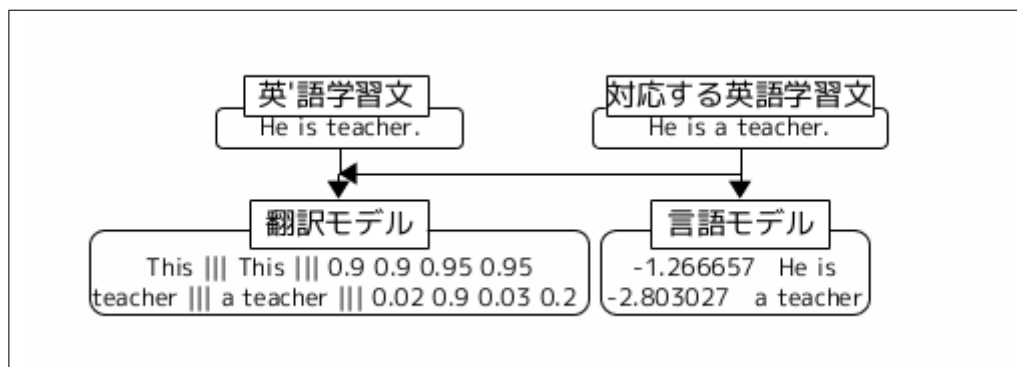 英'語学習文
He is teacher.
対応する英語学習文
He is a teacher.
翻訳モデル
This ||| This ||| 0.9 0.9 0.95 0.95
teacher ||| a teacher ||| 0.02 0.9 0.03 0.2
言語モデル
-1.266657 He is
-2.803027 a teacher